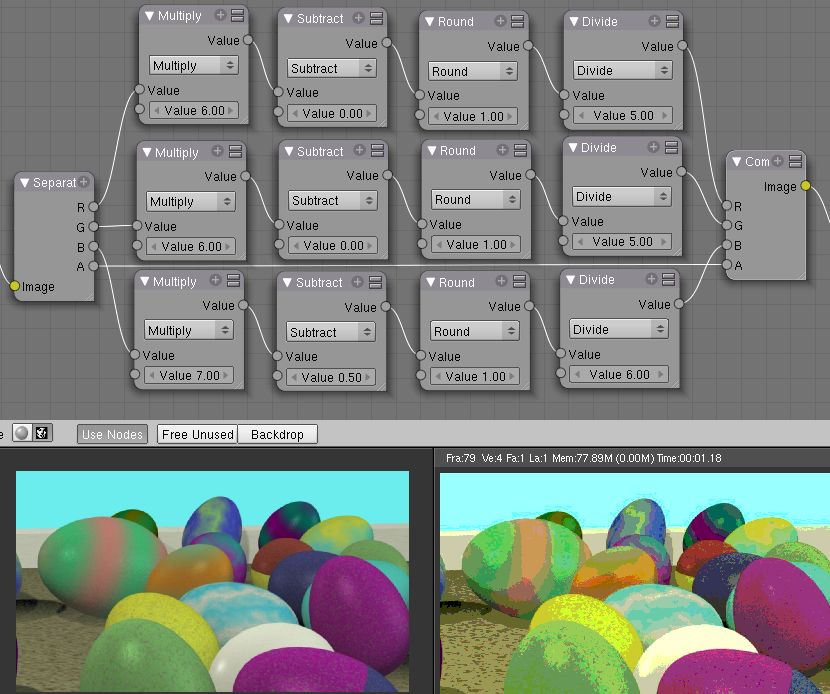 Multiply
Value
Multiply
Value
Value 6.00
Subtract
Value
Subtract
Value
Value 0.00
Round
Value
Round
Value
Value 1.00
Divide
Value
Divide
Value
Value 5.00
Separat
R
G
B
A
Image
Multiply
Value
Multiply
Value
Value 6.00
Subtract
Value
Subtract
Value
Value 0.00
Round
Value
Round
Value
Value 1.00
Divide
Value
Divide
Value
Value 5.00
Com
Image
R
G
B
A
Multiply
Value
Multiply
Value
Value 7.00
Subtract
Value
Subtract
Value
Value 0.50
Round
Value
Round
Value
Value 1.00
Divide
Value
Divide
Value
Value 6.00
e
Use Nodes
Free Unused
Backdrop
Fra:79 Ve:4 Fa:1 La:1 Mem:77.89M (0.00M) Time:00:01.18